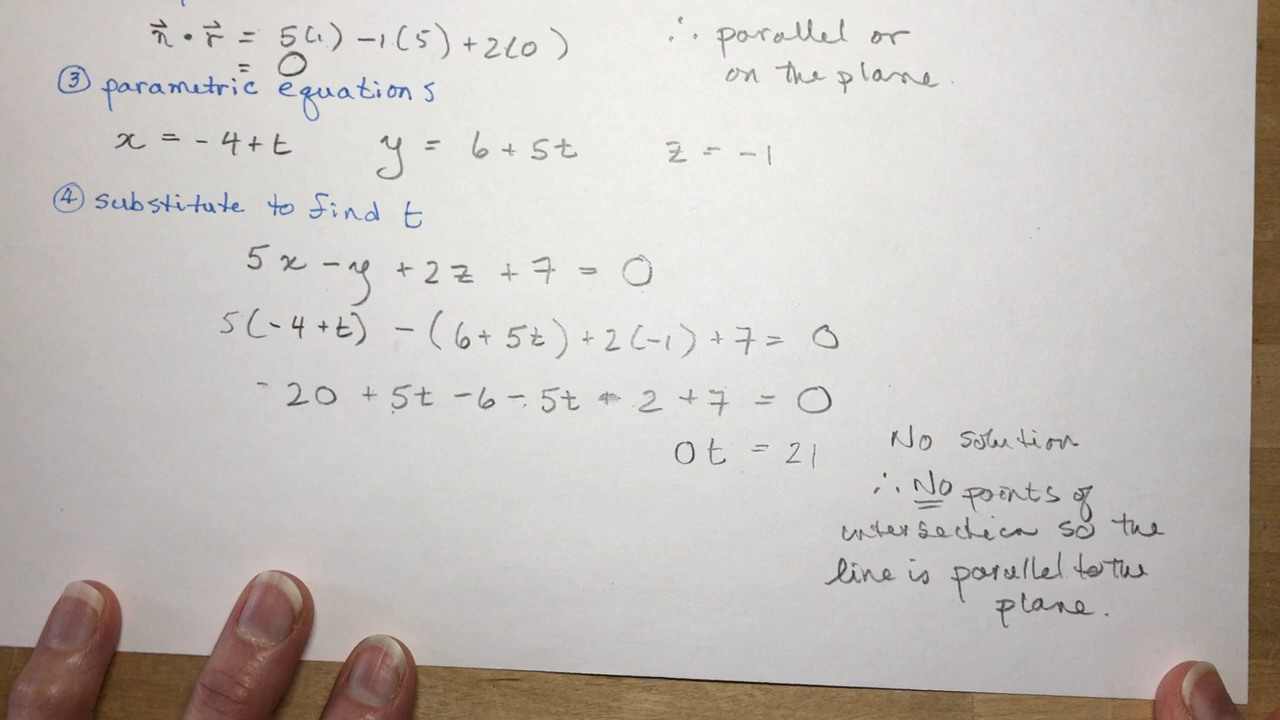 n⃗ • r⃗ = 5(1) - 1(5) + 2(0)
∴ parallel or
= 0
on the plane.
③ parametric equations
x = -4+t y = 6+5t z = -1
④ substitute to find t
5x - y + 2z + 7 = 0
5(-4+t) - (6+5t) + 2(-1) + 7 = 0
-20 + 5t - 6 - 5t - 2 + 7 = 0
0t = 21 No solution
∴ No points of
intersection so the
line is parallel to the
plane.